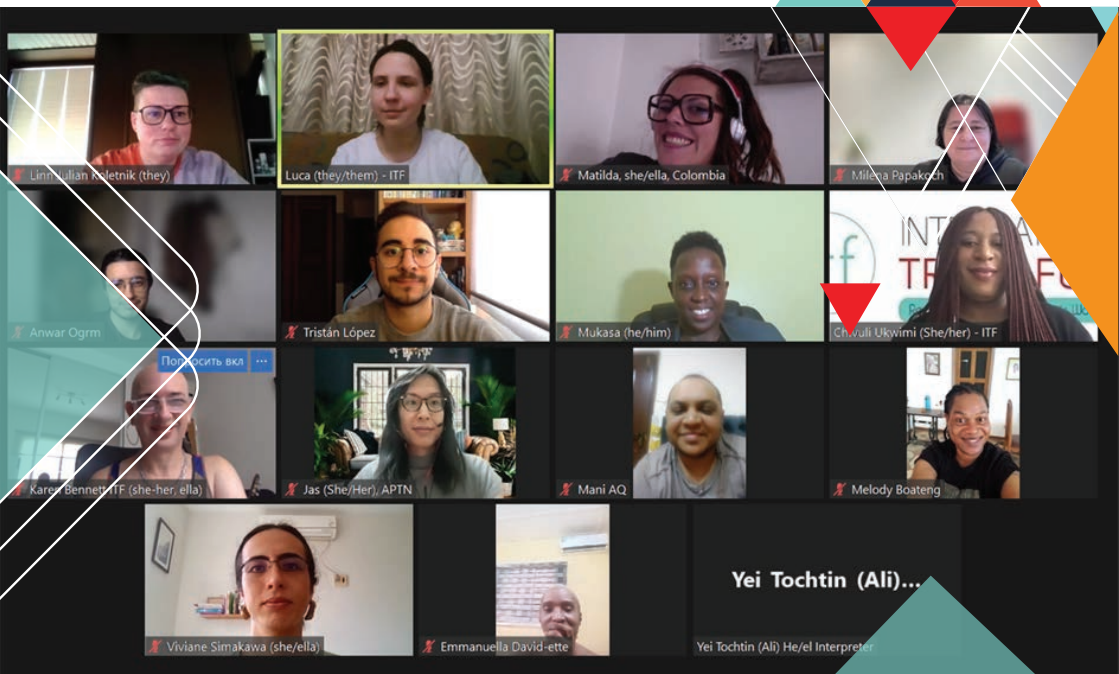 Linn Julian Koletnik (they)
Luca (they/them) - ITF
Matilda, she/ella, Colombia
Milena Papakoch
Anwar Ogrm
Tristán López
Mukasa (he/him)
ff
Chivuli Ukwimi (She/her) - ITF
Попросить вкл ...
Karen Bennett ITF (she-her, ella)
Jas (She/Her), APTN
Mani AQ
Melody Boateng
Viviane Simakawa (she/ella)
Emmanuella David-ette
Yei Tochtin (Ali)...
Yei Tochtin (Ali) He/el Interpreter